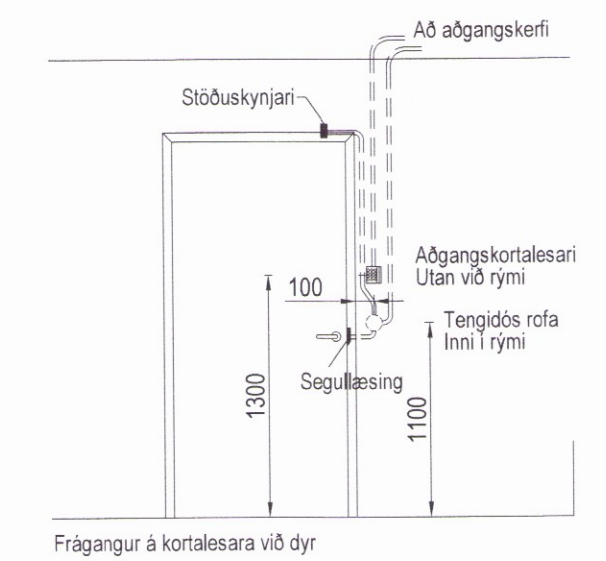 Að aðgangskerfi
Stöðuskynjari
Aðgangskortalesari
Utan við rými
100
Tengidós rofa
Inni í rými
Segullæsing
1300
1100
Frágangur á kortalesara við dyr